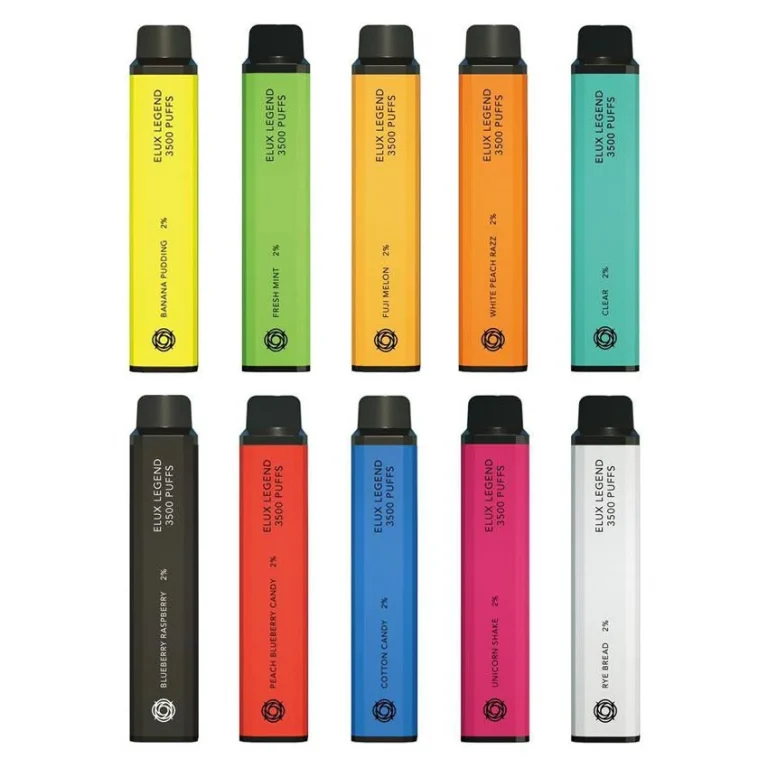 ELUX LEGEND
3500 PUFFS
BANANA PUDDING 2%
ELUX LEGEND
3500 PUFFS
FRESH MINT 2%
ELUX LEGEND
3500 PUFFS
FUJI MELON 2%
ELUX LEGEND
3500 PUFFS
WHITE PEACH RAZZ 2%
ELUX LEGEND
3500 PUFFS
CLEAR 2%
ELUX LEGEND
3500 PUFFS
BLUEBERRY RASPBERRY 2%
ELUX LEGEND
3500 PUFFS
PEACH BLUEBERRY CANDY 2%
ELUX LEGEND
3500 PUFFS
COTTON CANDY 2%
ELUX LEGEND
3500 PUFFS
UNICORN SHAKE 2%
ELUX LEGEND
3500 PUFFS
RYE BREAD 2%